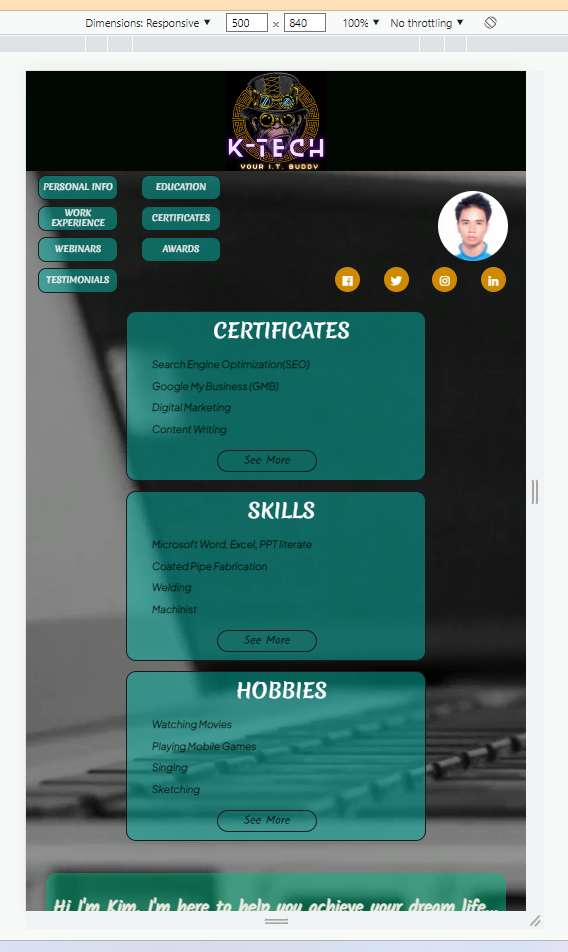 Dimensions: Responsive ▼ 500 x 840 100% ▼ No throttling ▼
K-TECH
YOUR I.T. BUDDY
PERSONAL INFO
EDUCATION
WORK
EXPERIENCE
CERTIFICATES
WEBINARS
AWARDS
TESTIMONIALS
CERTIFICATES
Search Engine Optimization(SEO)
Google My Business (GMB)
Digital Marketing
Content Writing
See More
SKILLS
Microsoft Word, Excel, PPT literate
Coated Pipe Fabrication
Welding
Machinist
See More
HOBBIES
Watching Movies
Playing Mobile Games
Singing
Sketching
See More
Hi I'm Kim, I'm here to help you achieve your dream life...